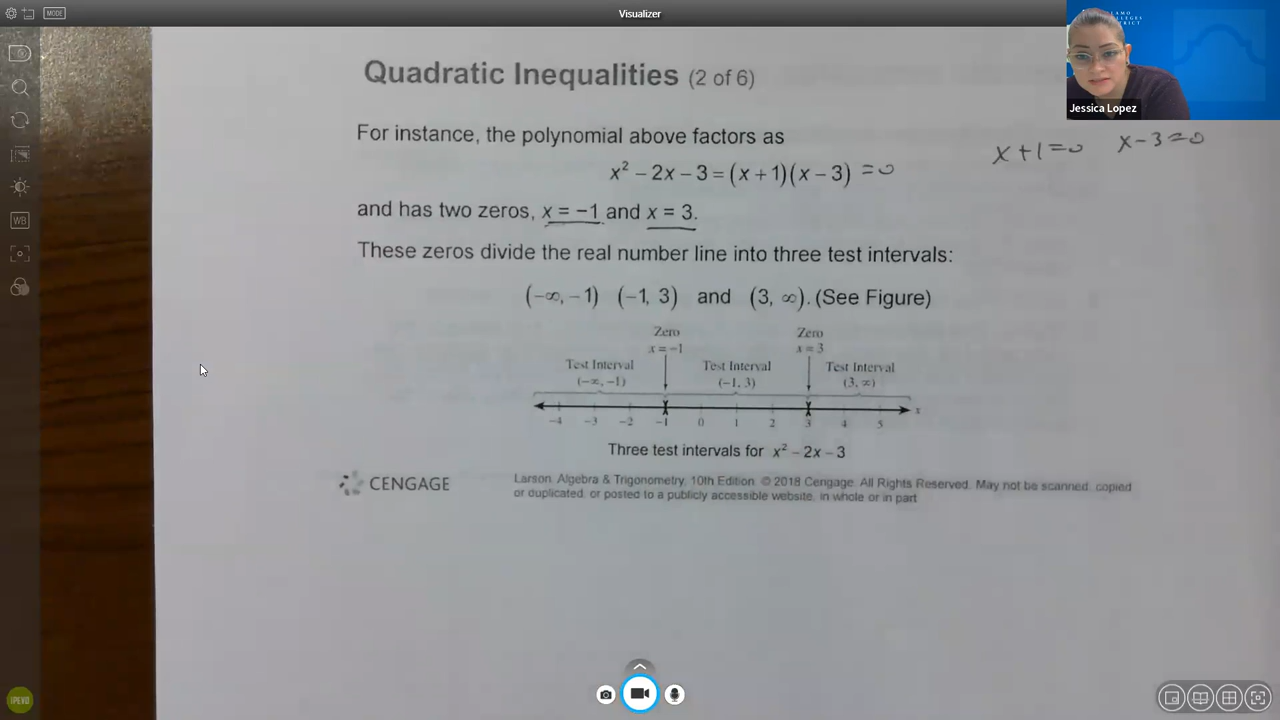 MODE
Visualizer
Jessica Lopez
Quadratic Inequalities (2 of 6)
For instance, the polynomial above factors as
x+1=0 x-3=0
x² − 2x − 3 = (x + 1)(x − 3) =0
and has two zeros, x = −1 and x = 3.
These zeros divide the real number line into three test intervals:
(−∞, −1) (−1, 3) and (3, ∞). (See Figure)
Zero Zero
x = −1 x = 3
Test Interval Test Interval Test Interval
(−∞, −1) (−1, 3) (3, ∞)
x
−4 −3 −2 −1 0 1 2 3 4 5
Three test intervals for x² − 2x − 3
CENGAGE
Larson, Algebra & Trigonometry, 10th Edition. © 2018 Cengage. All Rights Reserved. May not be scanned, copied
or duplicated, or posted to a publicly accessible website, in whole or in part.
WB
IPEVO